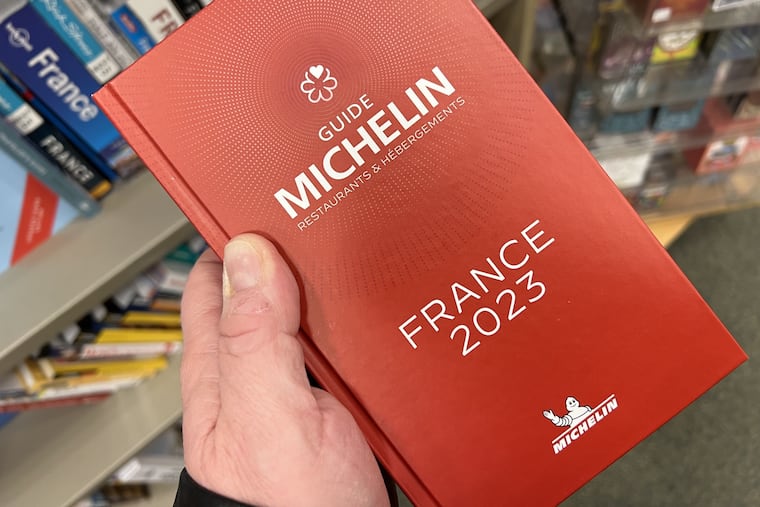 GUIDE
MICHELIN
RESTAURANTS & HÉBERGEMENTS
FRANCE
2023
MICHELIN
France
FRANCE